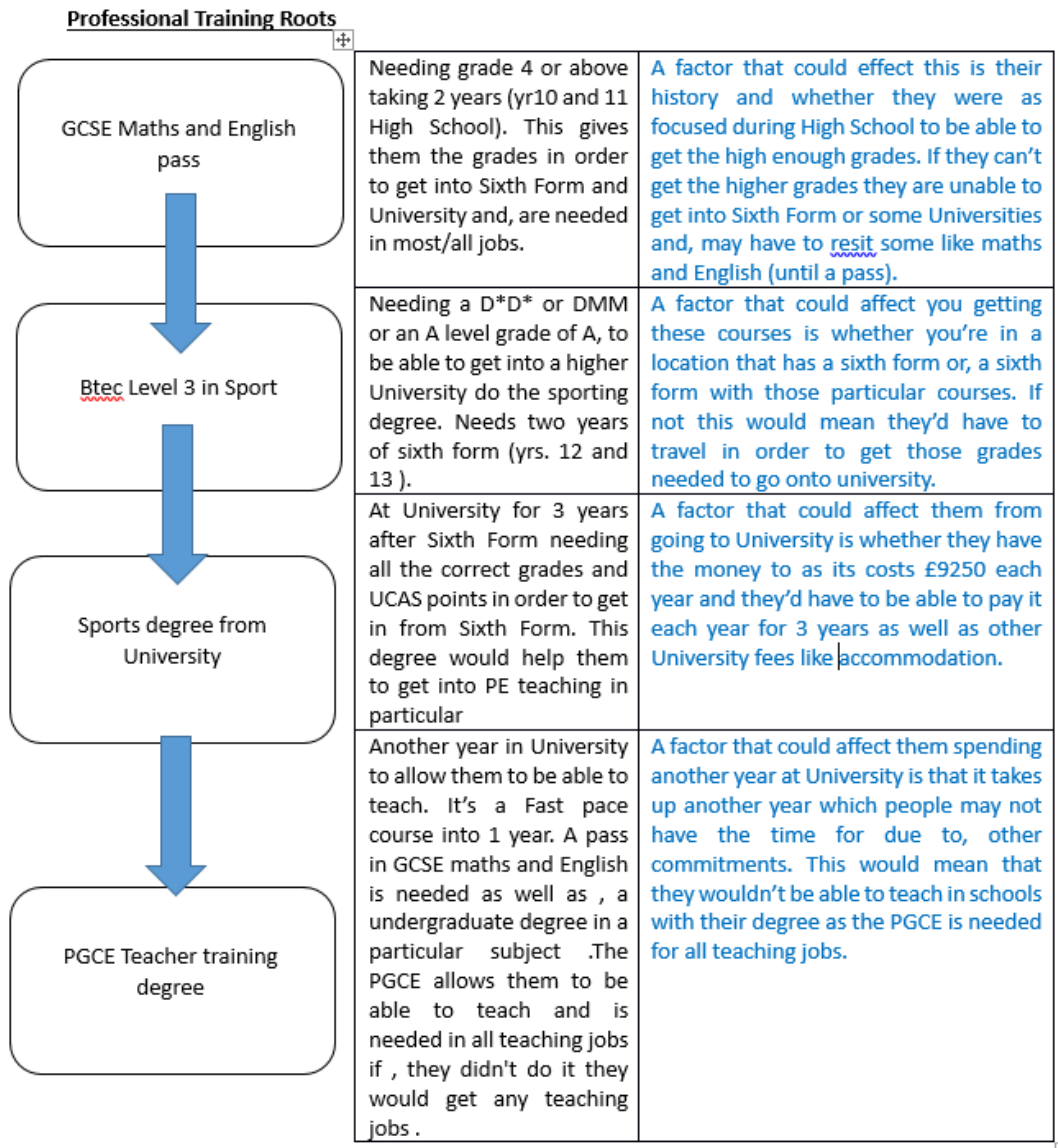 Professional Training Roots
GCSE Maths and English
pass
Needing grade 4 or above
taking 2 years (yr10 and 11
High School). This gives
them the grades in order
to get into Sixth Form and
University and, are needed
in most/all jobs.
A factor that could effect this is their
history and whether they were as
focused during High School to be able to
get the high enough grades. If they can't
get the higher grades they are unable to
get into Sixth Form or some Universities
and, may have to resit some like maths
and English (until a pass).
Btec Level 3 in Sport
Needing a D*D* or DMM
or an A level grade of A, to
be able to get into a higher
University do the sporting
degree. Needs two years
of sixth form (yrs. 12 and
13 ).
A factor that could affect you getting
these courses is whether you're in a
location that has a sixth form or, a sixth
form with those particular courses. If
not this would mean they'd have to
travel in order to get those grades
needed to go onto university.
Sports degree from
University
At University for 3 years
after Sixth Form needing
all the correct grades and
UCAS points in order to get
in from Sixth Form. This
degree would help them
to get into PE teaching in
particular
A factor that could affect them from
going to University is whether they have
the money to as its costs £9250 each
year and they'd have to be able to pay it
each year for 3 years as well as other
University fees like accommodation.
PGCE Teacher training
degree
Another year in University
to allow them to be able to
teach. It's a Fast pace
course into 1 year. A pass
in GCSE maths and English
is needed as well as , a
undergraduate degree in a
particular subject .The
PGCE allows them to be
able to teach and is
needed in all teaching jobs
if , they didn't do it they
would get any teaching
jobs .
A factor that could affect them spending
another year at University is that it takes
up another year which people may not
have the time for due to, other
commitments. This would mean that
they wouldn't be able to teach in schools
with their degree as the PGCE is needed
for all teaching jobs.